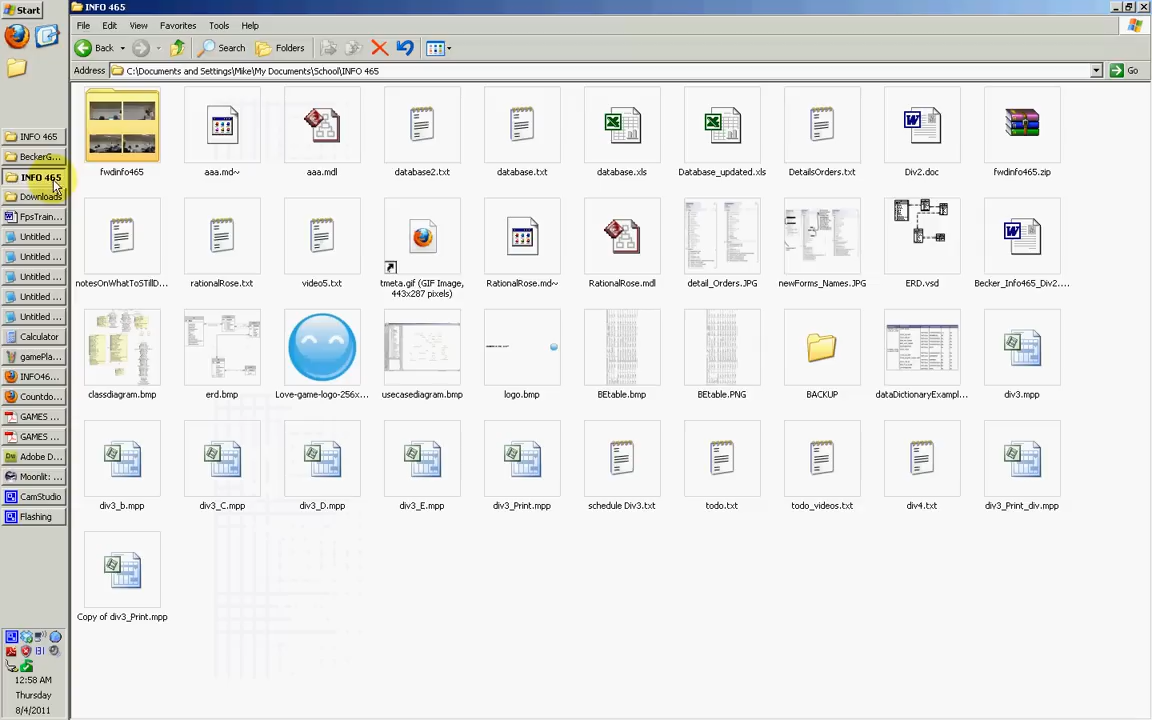 Start
INFO 465
File Edit View Favorites Tools Help
Back Search Folders
Address C:\Documents and Settings\Mike\My Documents\School\INFO 465 Go
INFO 465
BeckerG...
INFO 465
Downloads
FpsTrain...
Untitled ...
Untitled ...
Untitled ...
Untitled ...
Untitled ...
Calculator
gamePla...
INFO46...
Countdo...
GAMES ...
GAMES ...
Adobe D...
Moonlit: ...
CamStudio
Flashing
12:58 AM
Thursday
8/4/2011
fwdinfo465 aaa.md~ aaa.mdl database2.txt database.txt database.xls Database_updated.xls DetailsOrders.txt Div2.doc fwdinfo465.zip
notesOnWhatToSTillD... rationalRose.txt video5.txt tmeta.gif (GIF Image, RationalRose.md~ RationalRose.mdl detail_Orders.JPG newForms_Names.JPG ERD.vsd Becker_Info465_Div2....
443x287 pixels)
classdiagram.bmp erd.bmp Love-game-logo-256x... usecasediagram.bmp logo.bmp BEtable.bmp BEtable.PNG BACKUP dataDictionaryExampl... div3.mpp
div3_b.mpp div3_C.mpp div3_D.mpp div3_E.mpp div3_Print.mpp schedule Div3.txt todo.txt todo_videos.txt div4.txt div3_Print_div.mpp
Copy of div3_Print.mpp